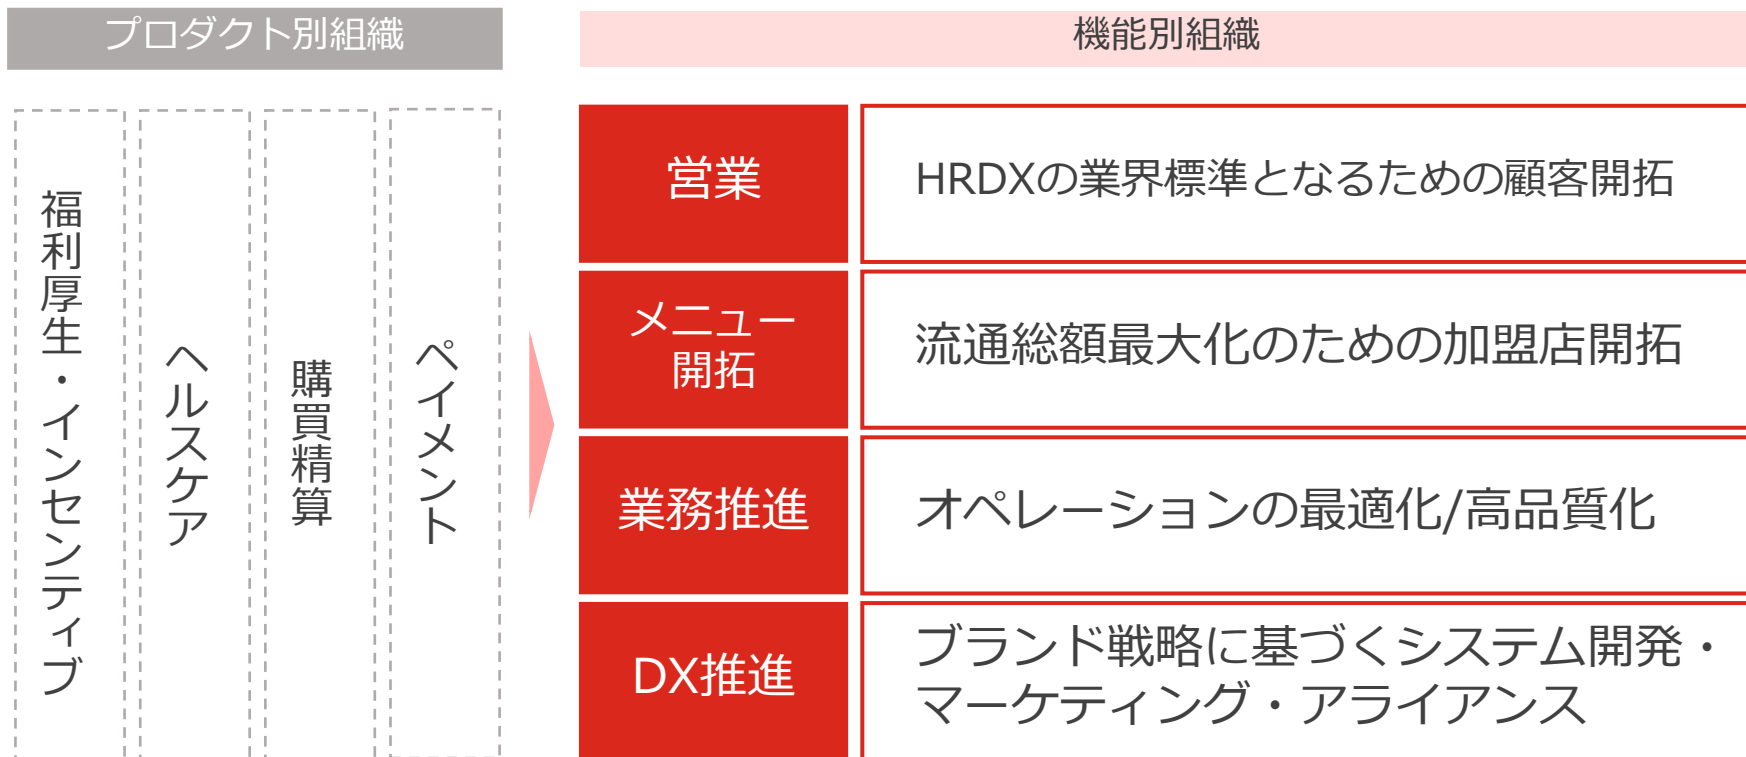 プロダクト別組織
機能別組織
福利厚生・インセンティブ
ヘルスケア
購買精算
ペイメント
営業
HRDXの業界標準となるための顧客開拓
メニュー
開拓
流通総額最大化のための加盟店開拓
業務推進
オペレーションの最適化/高品質化
DX推進
ブランド戦略に基づくシステム開発・
マーケティング・アライアンス